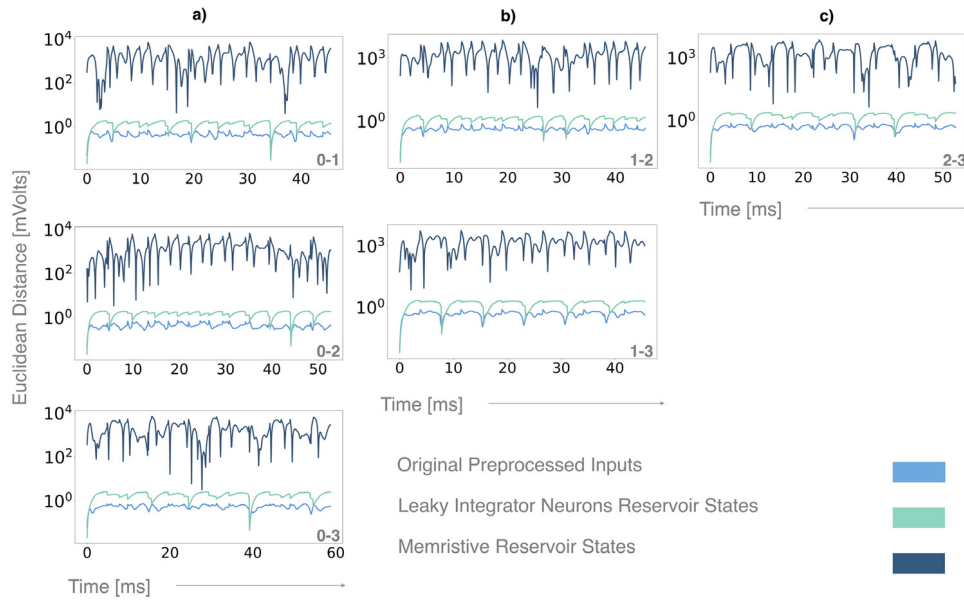 a)
b)
c)
Euclidean Distance [mVolts]
10^4
10^2
10^0
0 10 20 30 40
0-1
10^3
10^0
0 10 20 30 40
1-2
10^3
10^0
0 10 20 30 40 50
2-3
Time [ms]
10^4
10^2
10^0
0 10 20 30 40 50
0-2
10^3
10^0
0 10 20 30 40
1-3
Time [ms]
10^4
10^2
10^0
0 20 40 60
0-3
Time [ms]
Original Preprocessed Inputs
Leaky Integrator Neurons Reservoir States
Memristive Reservoir States